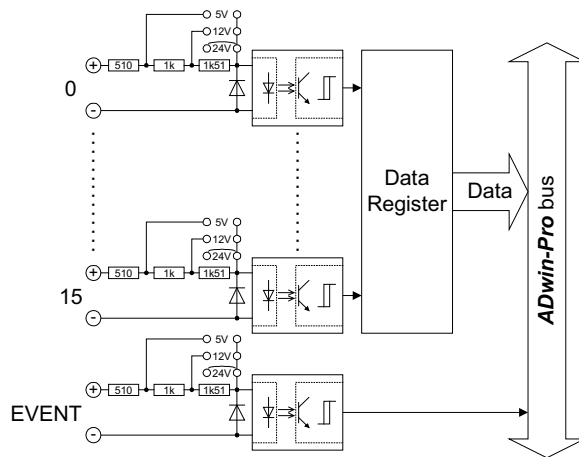 5V
12V
24V
510 1k 1k51
0
Data
Register
Data
ADwin-Pro bus
5V
12V
24V
510 1k 1k51
15
5V
12V
24V
510 1k 1k51
EVENT